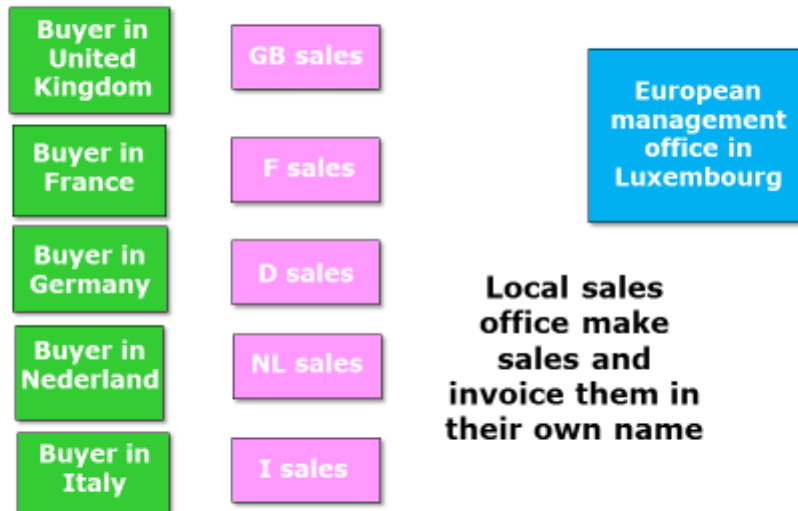 Buyer in
United
Kingdom
GB sales
European
management
office in
Luxembourg
Buyer in
France
F sales
Buyer in
Germany
D sales
Local sales
office make
sales and
invoice them in
their own name
Buyer in
Nederland
NL sales
Buyer in
Italy
I sales